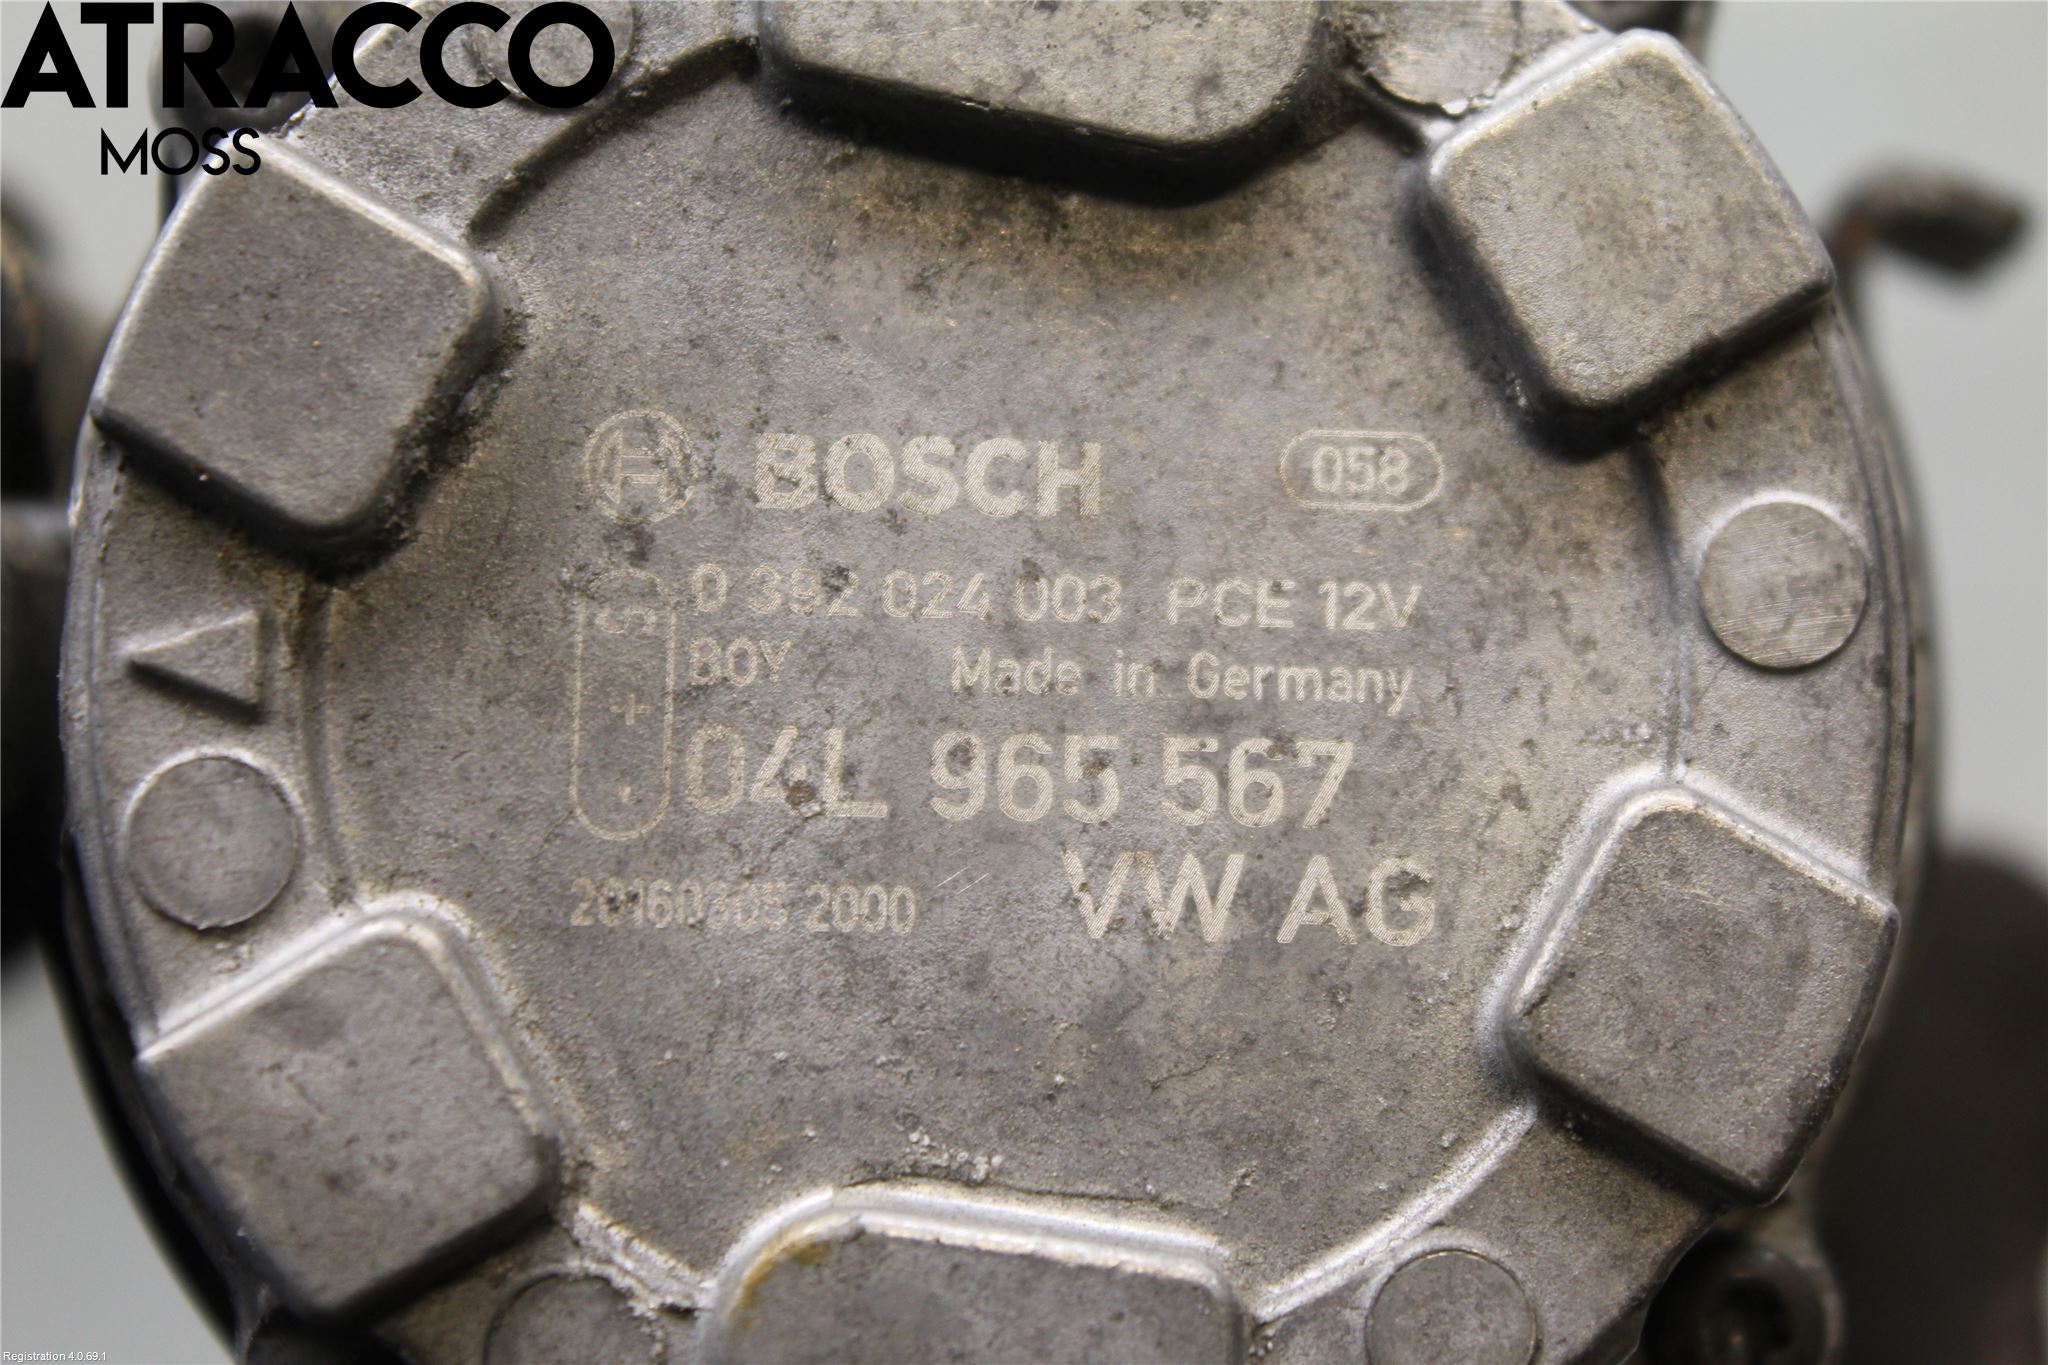 ATRACCO
MOSS
BOSCH 058
0 392 024 003 PCE 12V
S
BOY Made in Germany
+
-
04L 965 567
20160305 2000 VW AG
Registration 4.0.69.1